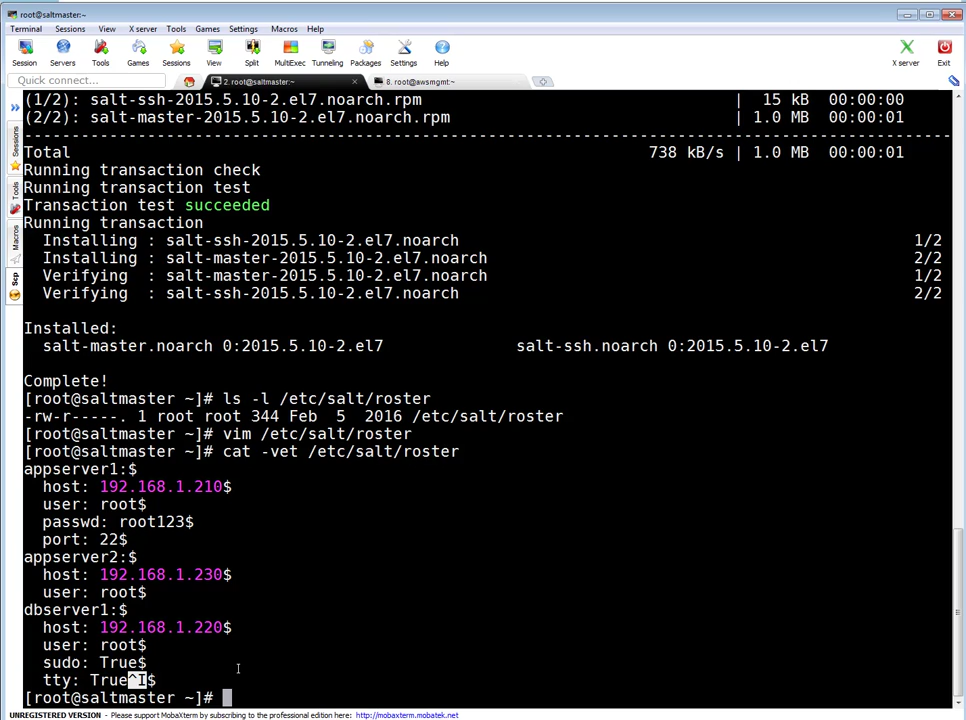 root@saltmaster:~
Terminal Sessions View X server Tools Games Settings Macros Help
Session Servers Tools Games Sessions View Split MultiExec Tunneling Packages Settings Help X server Exit
Quick connect... 2. root@saltmaster:~ 8. root@awsmgmt:~
Sessions
Tools
Macros
Scp
(1/2): salt-ssh-2015.5.10-2.el7.noarch.rpm | 15 kB 00:00:00
(2/2): salt-master-2015.5.10-2.el7.noarch.rpm | 1.0 MB 00:00:01
--------------------------------------------------------------------------------
Total 738 kB/s | 1.0 MB 00:00:01
Running transaction check
Running transaction test
Transaction test succeeded
Running transaction
Installing : salt-ssh-2015.5.10-2.el7.noarch 1/2
Installing : salt-master-2015.5.10-2.el7.noarch 2/2
Verifying : salt-master-2015.5.10-2.el7.noarch 1/2
Verifying : salt-ssh-2015.5.10-2.el7.noarch 2/2
Installed:
salt-master.noarch 0:2015.5.10-2.el7 salt-ssh.noarch 0:2015.5.10-2.el7
Complete!
[root@saltmaster ~]# ls -l /etc/salt/roster
-rw-r-----. 1 root root 344 Feb 5 2016 /etc/salt/roster
[root@saltmaster ~]# vim /etc/salt/roster
[root@saltmaster ~]# cat -vet /etc/salt/roster
appserver1:$
host: 192.168.1.210$
user: root$
passwd: root123$
port: 22$
appserver2:$
host: 192.168.1.230$
user: root$
dbserver1:$
host: 192.168.1.220$
user: root$
sudo: True$
tty: True^I$
[root@saltmaster ~]#
UNREGISTERED VERSION - Please support MobaXterm by subscribing to the professional edition here: http://mobaxterm.mobatek.net